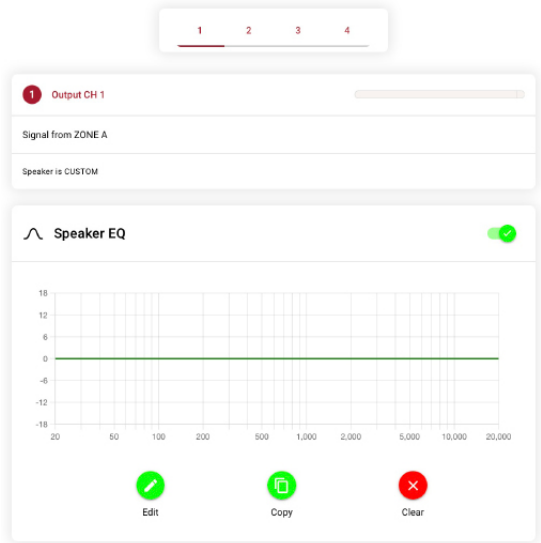 1 2 3 4
1 Output CH 1
Signal from ZONE A
Speaker is CUSTOM
Speaker EQ
18
12
6
0
-6
-12
-18
20 50 100 200 500 1,000 2,000 5,000 10,000 20,000
Edit Copy Clear